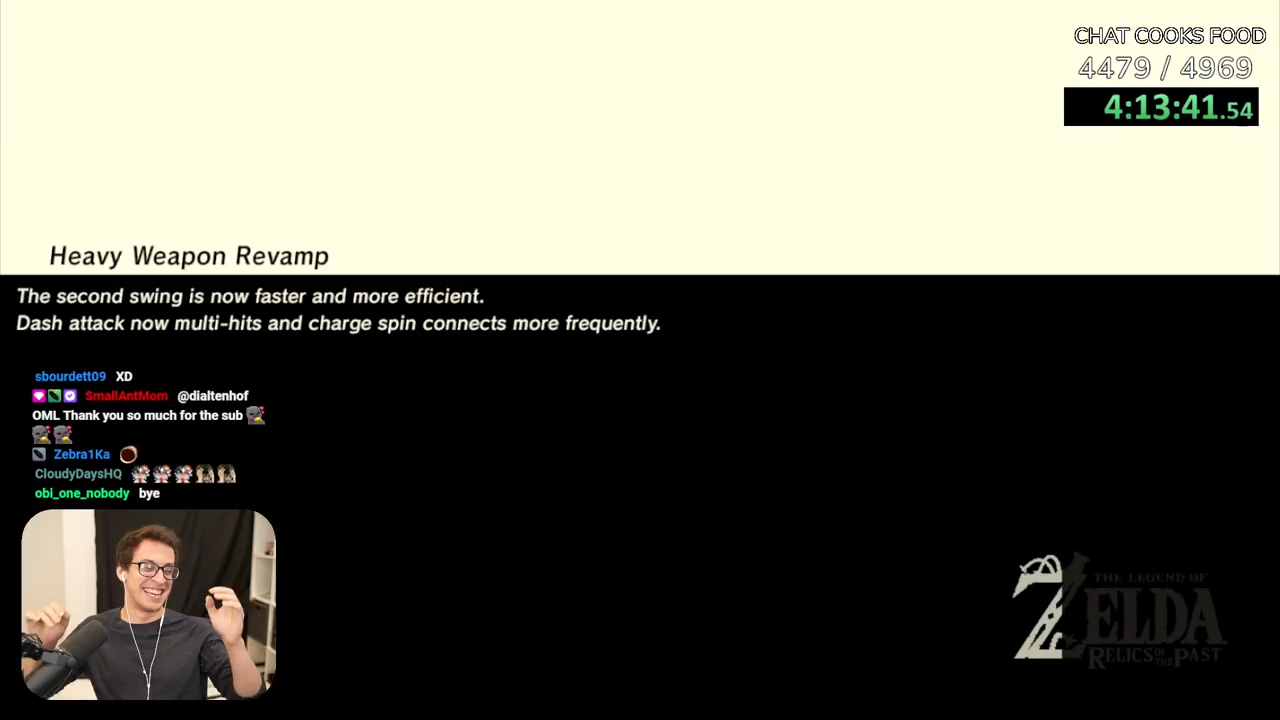 CHAT COOKS FOOD
4479 / 4969
4:13:41.54
Heavy Weapon Revamp
The second swing is now faster and more efficient.
Dash attack now multi-hits and charge spin connects more frequently.
sbourdett09 XD
SmallAntMom @dialtenhof
OML Thank you so much for the sub
Zebra1Ka
CloudyDaysHQ
obi_one_nobody bye
THE LEGEND OF
ZELDA
RELICS OF THE PAST